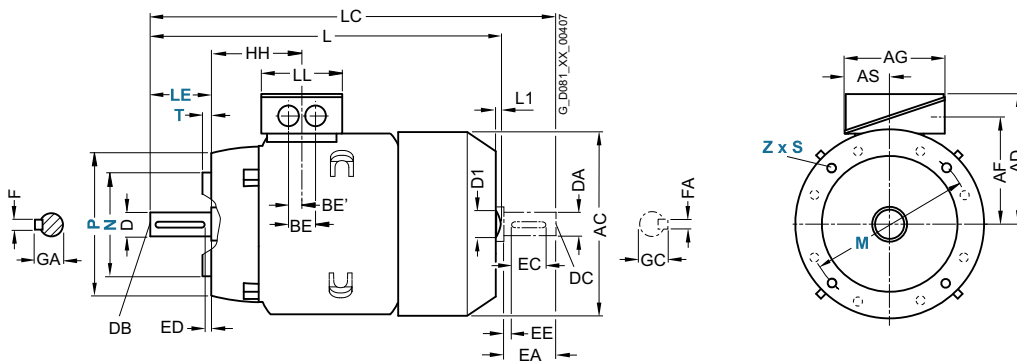 LC
L
HH
LL
LE
T
L1
G_D081_XX_00407
F
GA
P
N
D
BE'
BE
D1
DA
AC
FA
EC
DC
GC
DB
ED
EE
EA
AG
AS
Z x S
AF
AD
M